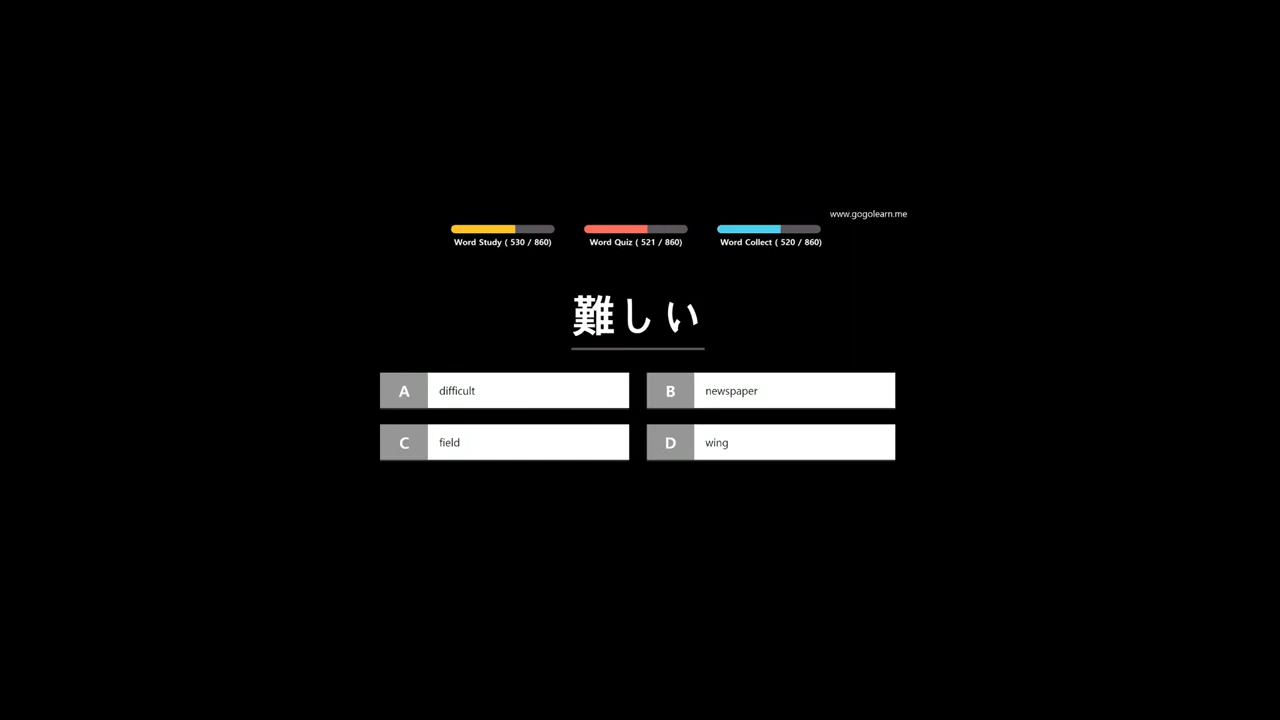 www.gogolearn.me
Word Study ( 530 / 860)
Word Quiz ( 521 / 860)
Word Collect ( 520 / 860)
難しい
A difficult
B newspaper
C field
D wing